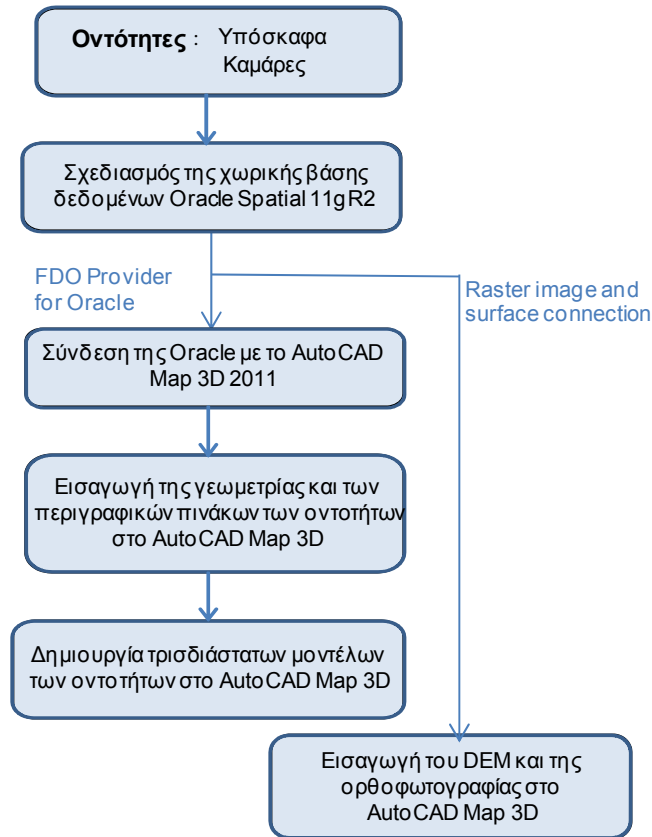 Οντότητες : Υπόσκαφα
Καμάρες
Σχεδιασμός της χωρικής βάσης
δεδομένων Oracle Spatial 11gR2
FDO Provider
for Oracle
Raster image and
surface connection
Σύνδεση της Oracle με το AutoCAD
Map 3D 2011
Εισαγωγή της γεωμετρίας και των
περιγραφικών πινάκων των οντοτήτων
στο AutoCAD Map 3D
Δημιουργία τρισδιάστατων μοντέλων
των οντοτήτων στο AutoCAD Map 3D
Εισαγωγή του DEM και της
ορθοφωτογραφίας στο
AutoCAD Map 3D